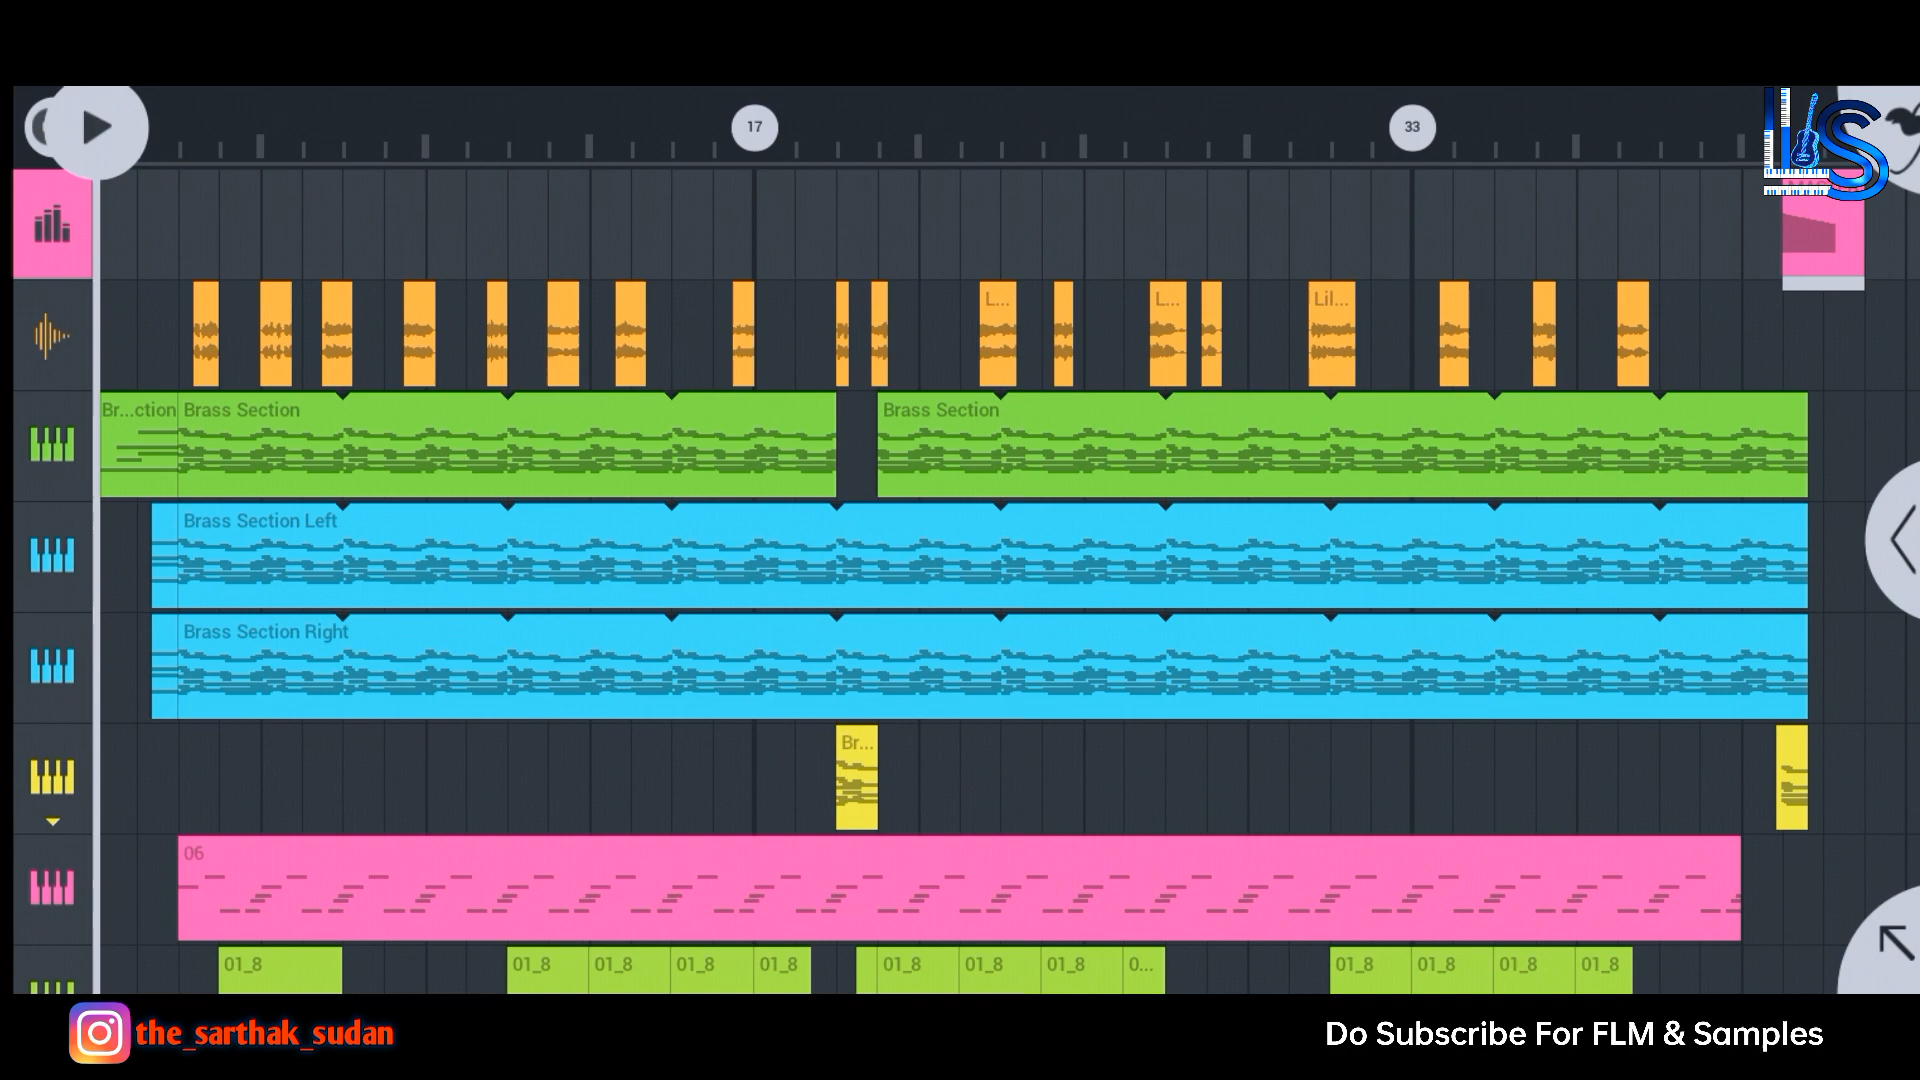 17
33
L...
L...
Lil...
Br...ction
Brass Section
Brass Section
Brass Section Left
Brass Section Right
Br...
06
01_8
01_8
01_8
01_8
01_8
01_8
01_8
01_8
0...
01_8
01_8
01_8
01_8
LS
the_sarthak_sudan
Do Subscribe For FLM & Samples